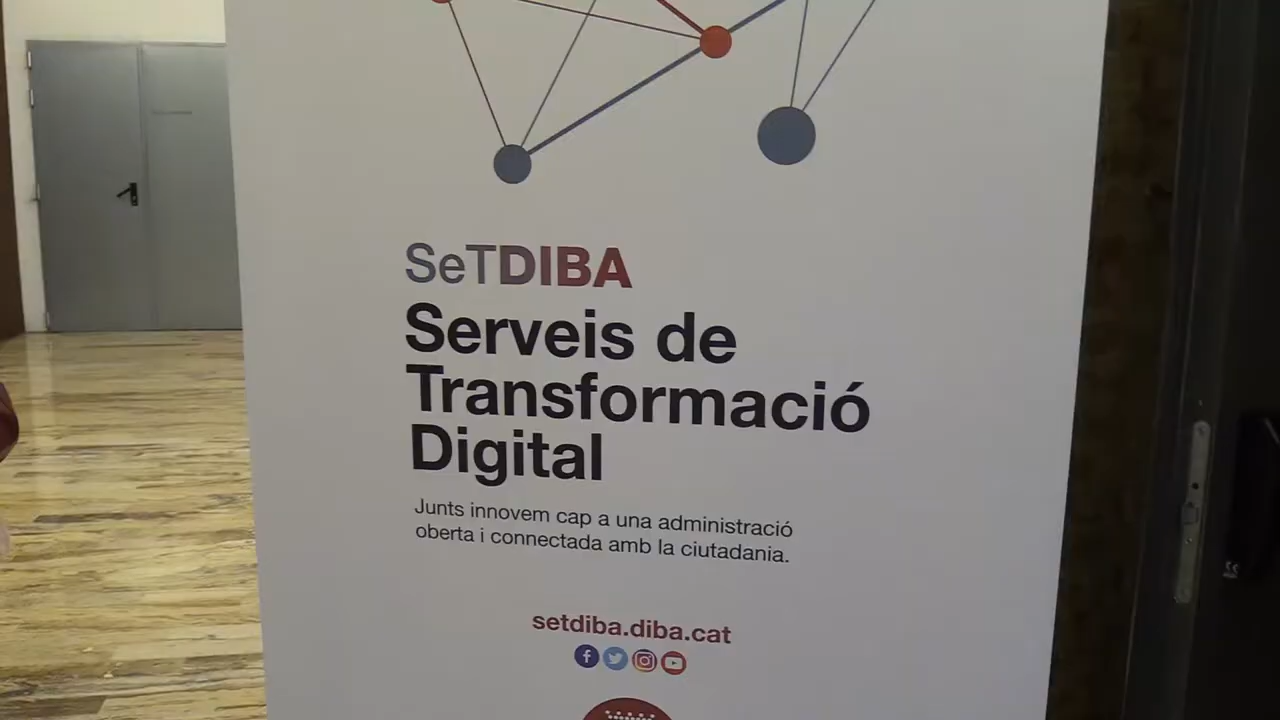 SeTDIBA
Serveis de
Transformació
Digital
Junts innovem cap a una administració
oberta i connectada amb la ciutadania.
setdiba.diba.cat